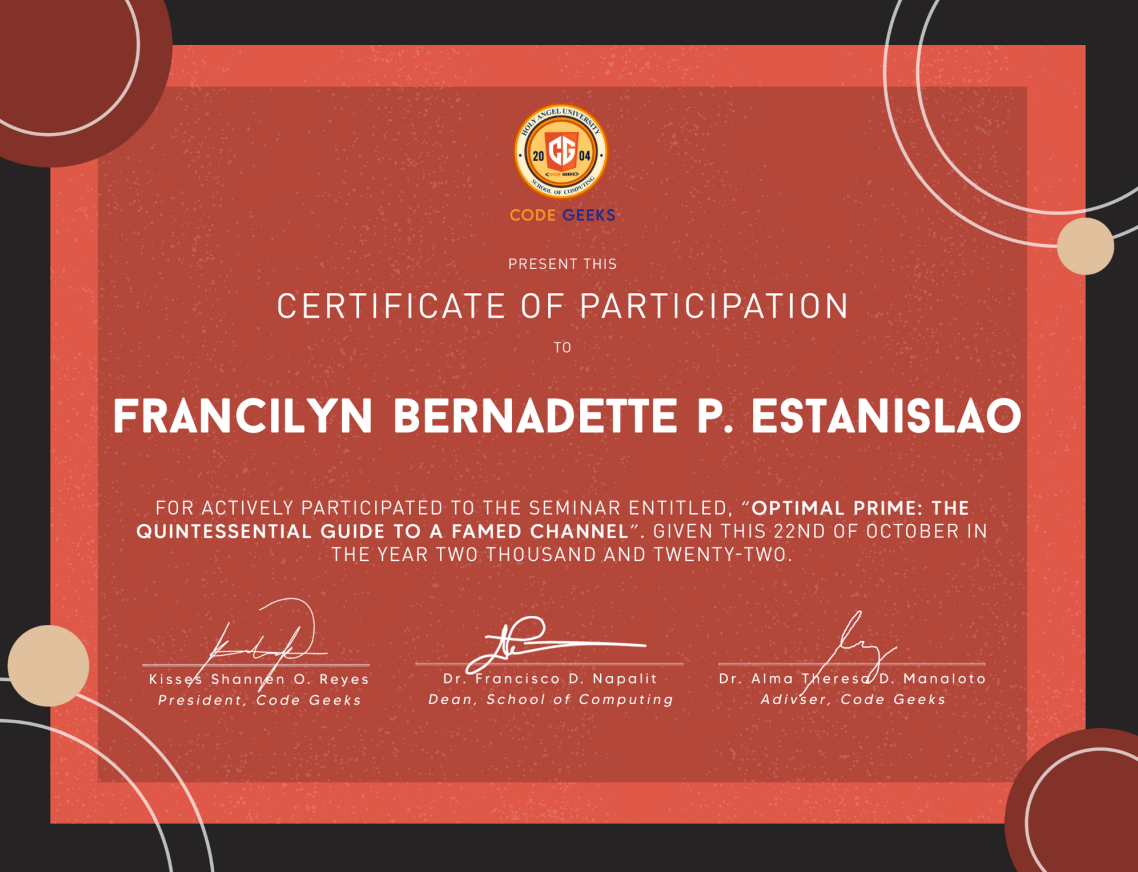 HOLY ANGEL UNIVERSITY
20 CG 04
<CODE GEEKS>
SCHOOL OF COMPUTING
CODE GEEKS
PRESENT THIS
CERTIFICATE OF PARTICIPATION
TO
FRANCILYN BERNADETTE P. ESTANISLAO
FOR ACTIVELY PARTICIPATED TO THE SEMINAR ENTITLED, “OPTIMAL PRIME: THE
QUINTESSENTIAL GUIDE TO A FAMED CHANNEL”. GIVEN THIS 22ND OF OCTOBER IN
THE YEAR TWO THOUSAND AND TWENTY-TWO.
Kisses Shannen O. Reyes
President, Code Geeks
Dr. Francisco D. Napalit
Dean, School of Computing
Dr. Alma Theresa D. Manaloto
Adivser, Code Geeks